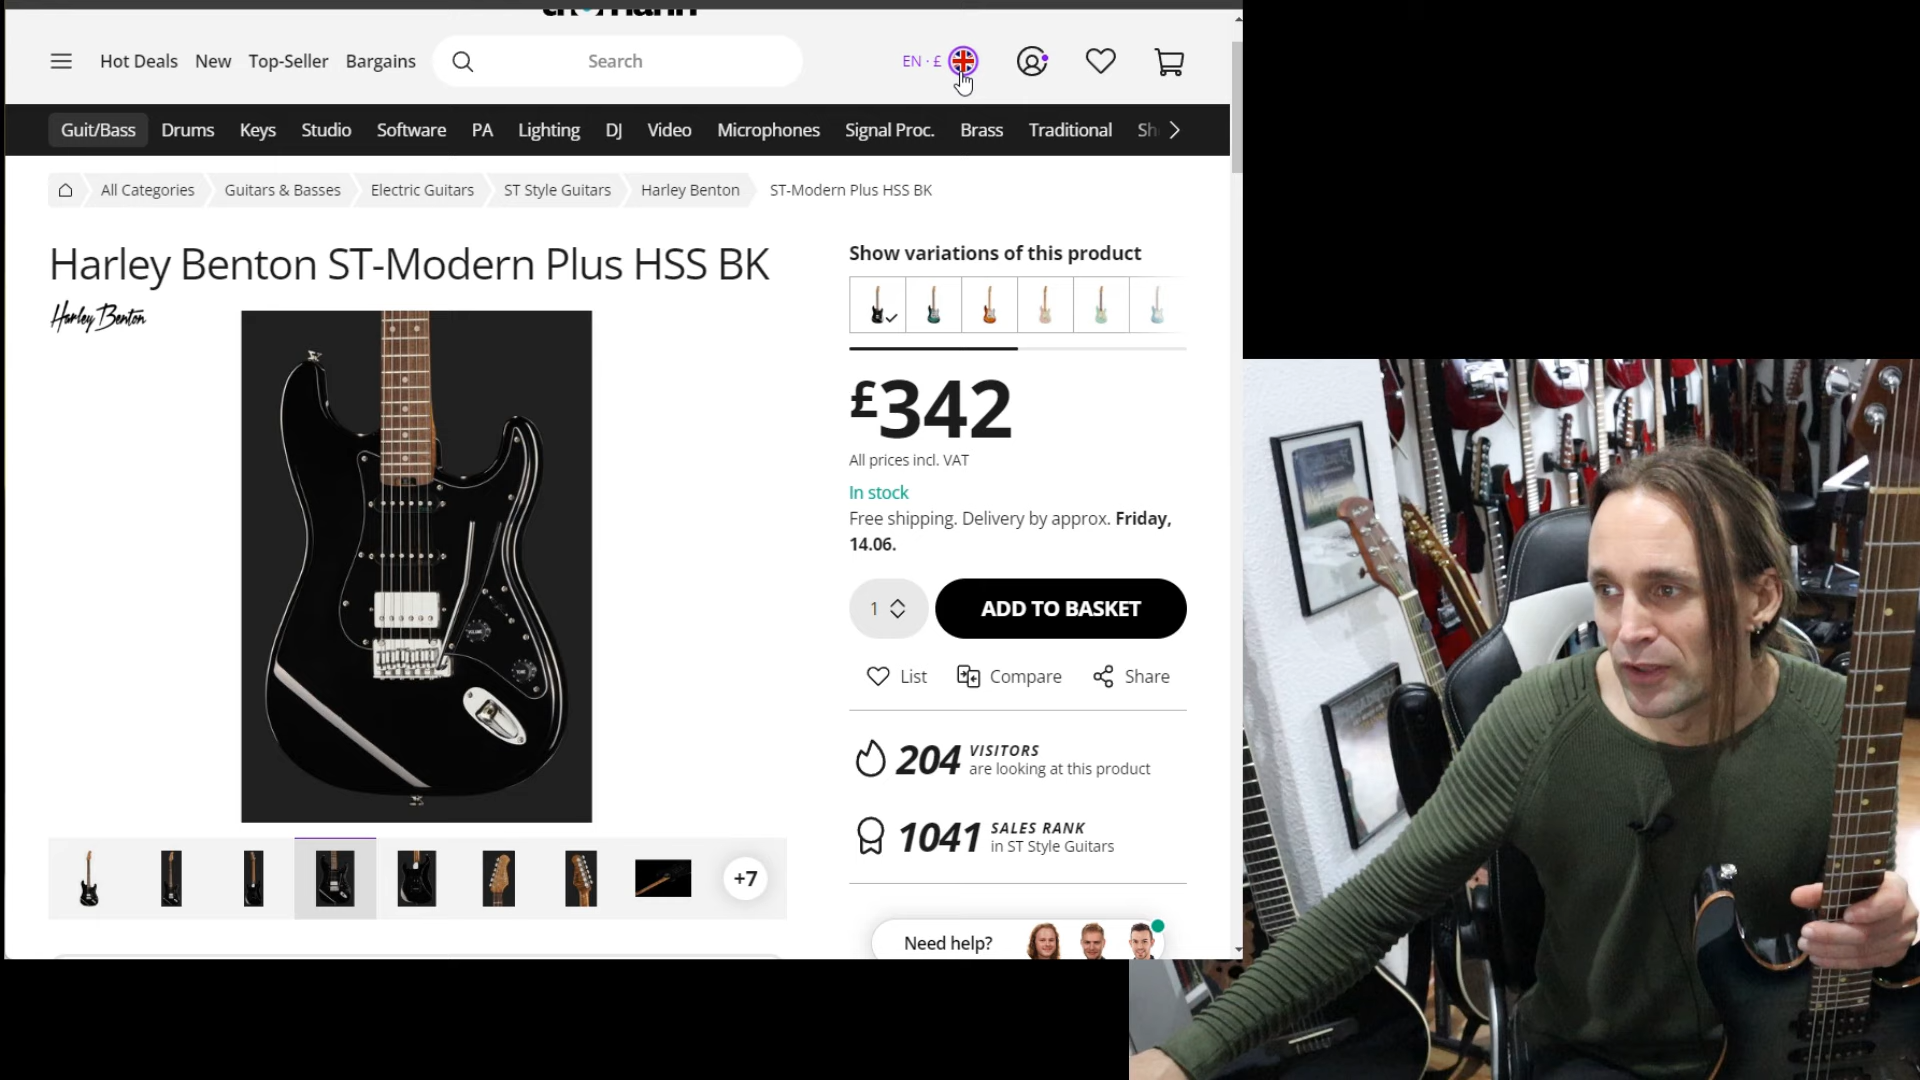 Hot Deals New Top-Seller Bargains Search EN · £
Guit/Bass Drums Keys Studio Software PA Lighting DJ Video Microphones Signal Proc. Brass Traditional Sh
All Categories Guitars & Basses Electric Guitars ST Style Guitars Harley Benton ST-Modern Plus HSS BK
Harley Benton ST-Modern Plus HSS BK
Harley Benton
Show variations of this product
£342
All prices incl. VAT
In stock
Free shipping. Delivery by approx. Friday,
14.06.
1 ADD TO BASKET
List Compare Share
204 VISITORS
are looking at this product
1041 SALES RANK
in ST Style Guitars
VOLUME
TONE
+7
Need help?